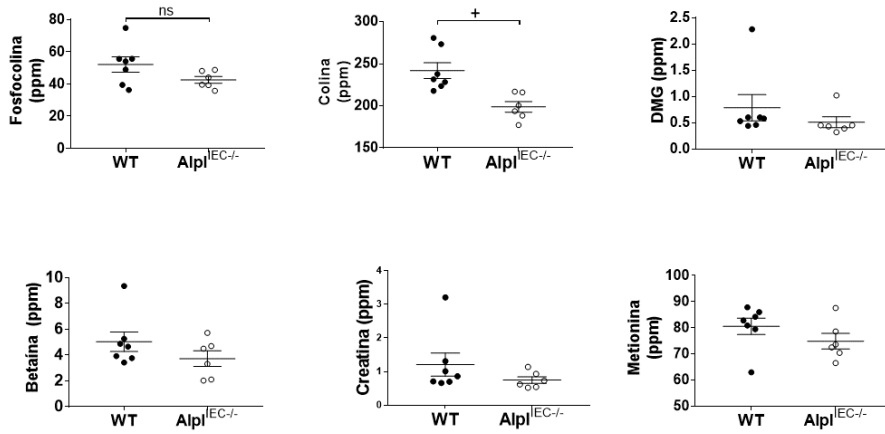 ns
Fosfocolina
(ppm)
80
60
40
20
0
WT
Alpl^IEC-/-
+
Colina
(ppm)
250
200
150
WT
Alpl^IEC-/-
DMG (ppm)
2.5
2.0
1.5
1.0
0.5
0.0
WT
Alpl^IEC-/-
Betaína (ppm)
10
8
6
4
2
0
WT
Alpl^IEC-/-
Creatina (ppm)
4
3
2
1
0
WT
Alpl^IEC-/-
Metionina
(ppm)
100
90
80
70
60
50
WT
Alpl^IEC-/-